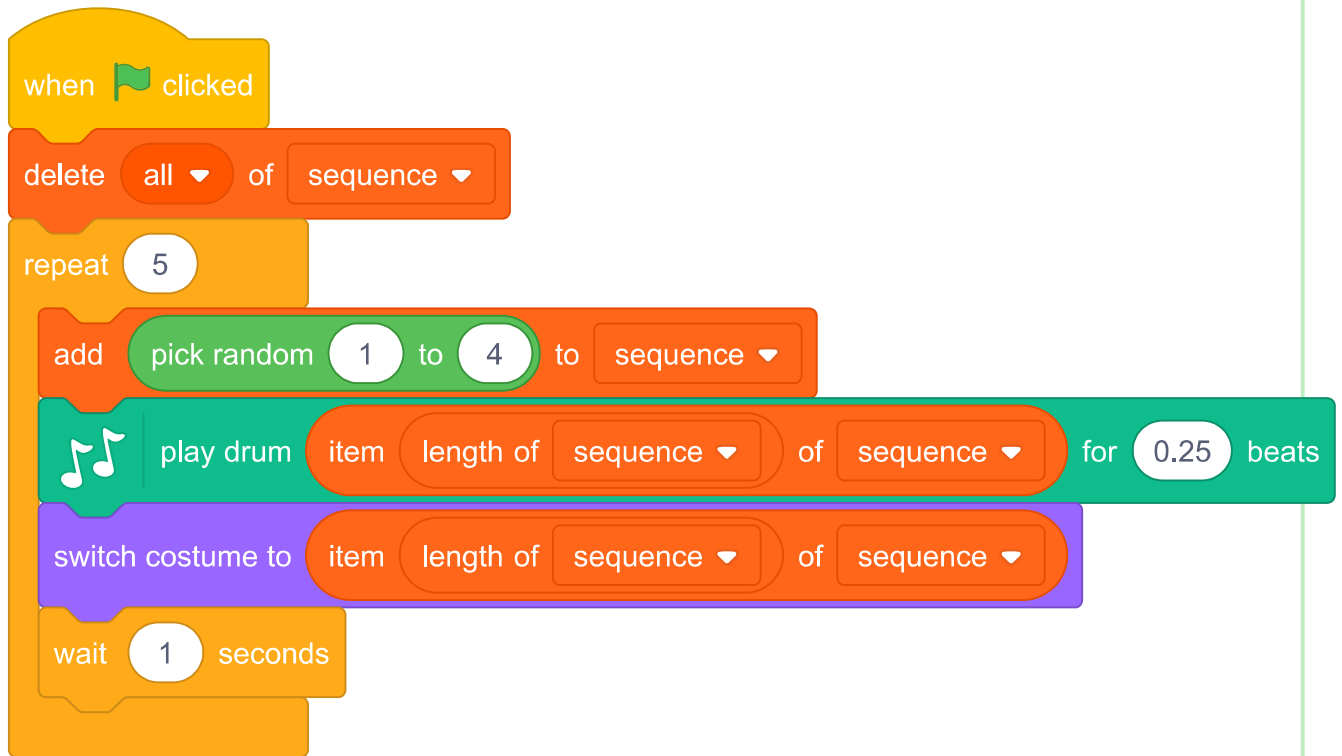 when clicked
delete all of sequence
repeat 5
add pick random 1 to 4 to sequence
play drum item length of sequence of sequence for 0.25 beats
switch costume to item length of sequence of sequence
wait 1 seconds